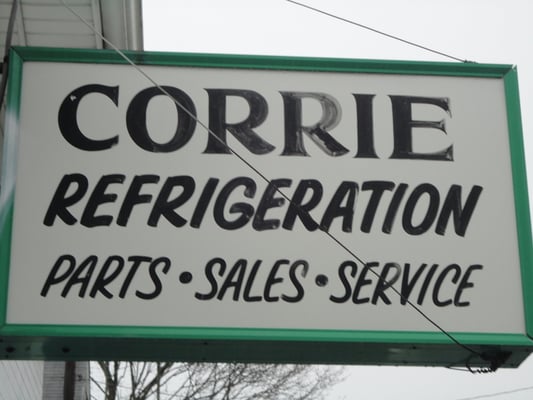 CORRIE
REFRIGERATION
PARTS • SALES • SERVICE